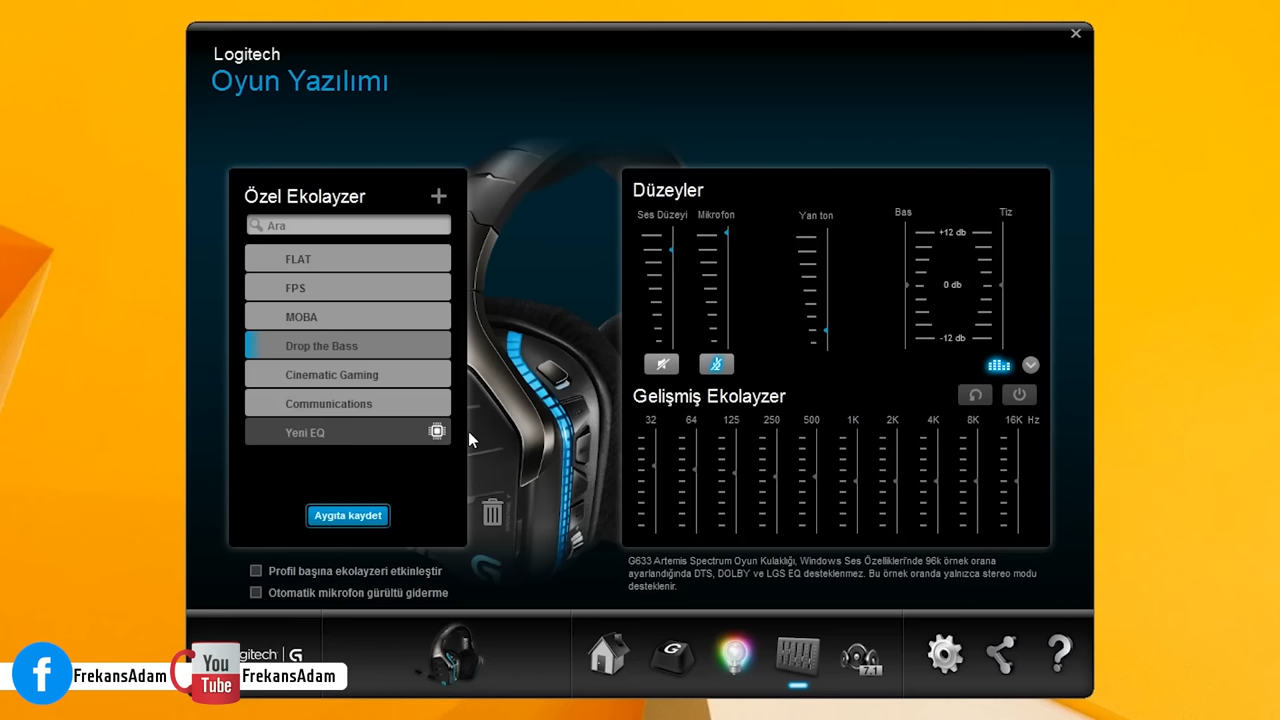 Logitech
Oyun Yazılımı
Özel Ekolayzer
Ara
FLAT
FPS
MOBA
Drop the Bass
Cinematic Gaming
Communications
Yeni EQ
Aygıta kaydet
Profil başına ekolayzeri etkinleştir
Otomatik mikrofon gürültü giderme
Düzeyler
Ses Düzeyi Mikrofon Yan ton Bas Tiz
+12 db
0 db
-12 db
Gelişmiş Ekolayzer
32 64 125 250 500 1K 2K 4K 8K 16K Hz
G633 Artemis Spectrum Oyun Kulaklığı, Windows Ses Özellikleri'nde 96k örnek orana
ayarlandığında DTS, DOLBY ve LGS EQ desteklenmez. Bu örnek oranda yalnızca stereo modu
desteklenir.
gitech G
G
7.1
?
f FrekansAdam
You
Tube
FrekansAdam